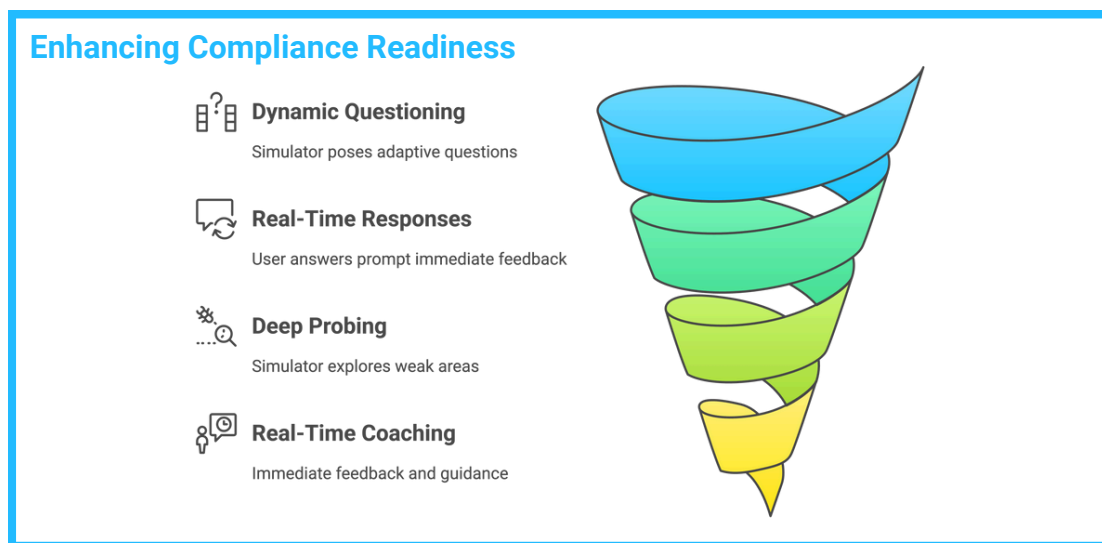 Enhancing Compliance Readiness
Dynamic Questioning
Simulator poses adaptive questions
Real-Time Responses
User answers prompt immediate feedback
Deep Probing
Simulator explores weak areas
Real-Time Coaching
Immediate feedback and guidance